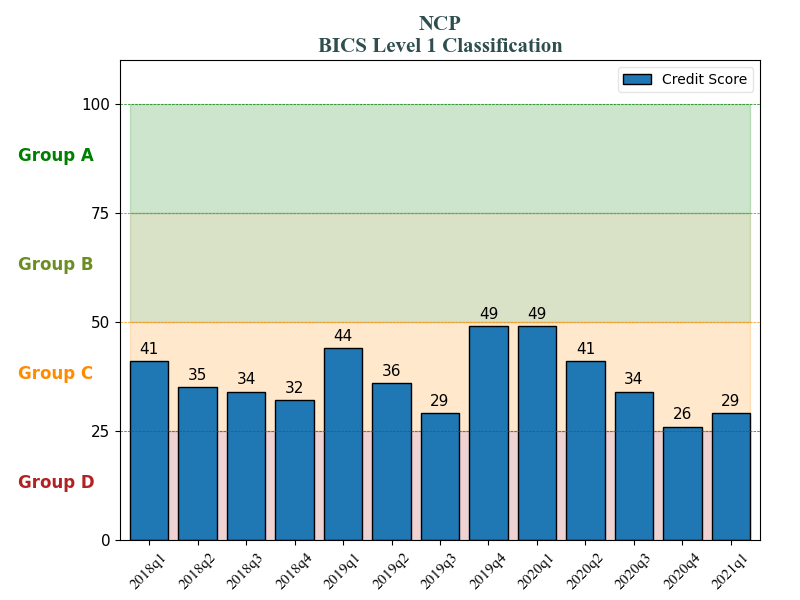 NCP
BICS Level 1 Classification
Credit Score
100
Group A
75
Group B
50
49 49
44
41 41
Group C
36
35
34 34
32
29 29
26
25
Group D
0
2018q1 2018q2 2018q3 2018q4 2019q1 2019q2 2019q3 2019q4 2020q1 2020q2 2020q3 2020q4 2021q1